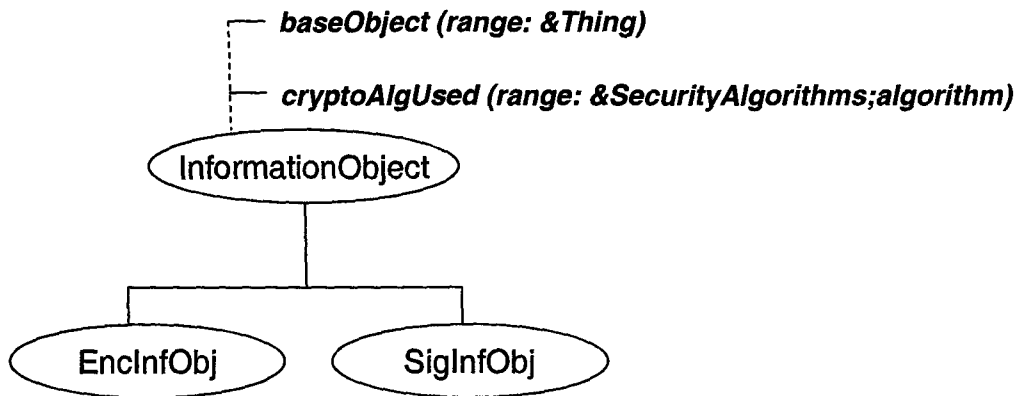 baseObject (range: &Thing)
cryptoAlgUsed (range: &SecurityAlgorithms;algorithm)
InformationObject
EncInfObj
SigInfObj